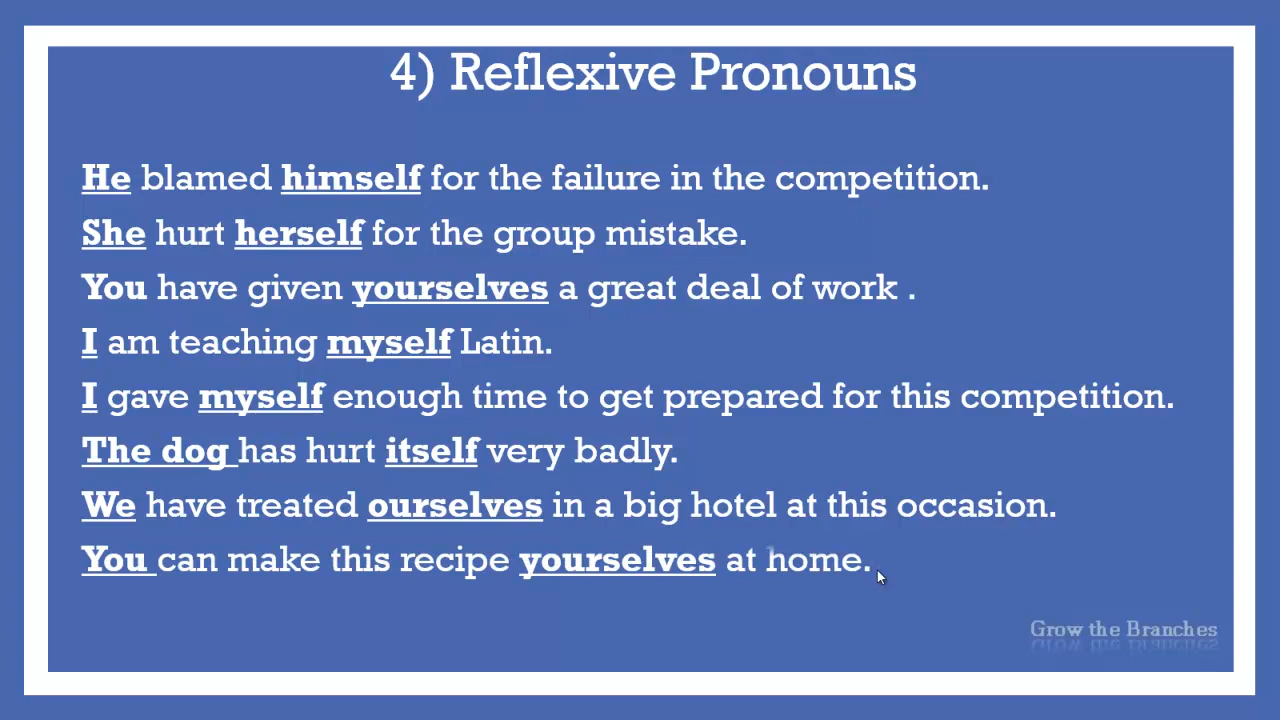 4) Reflexive Pronouns
He blamed himself for the failure in the competition.
She hurt herself for the group mistake.
You have given yourselves a great deal of work .
I am teaching myself Latin.
I gave myself enough time to get prepared for this competition.
The dog has hurt itself very badly.
We have treated ourselves in a big hotel at this occasion.
You can make this recipe yourselves at home.
Grow the Branches